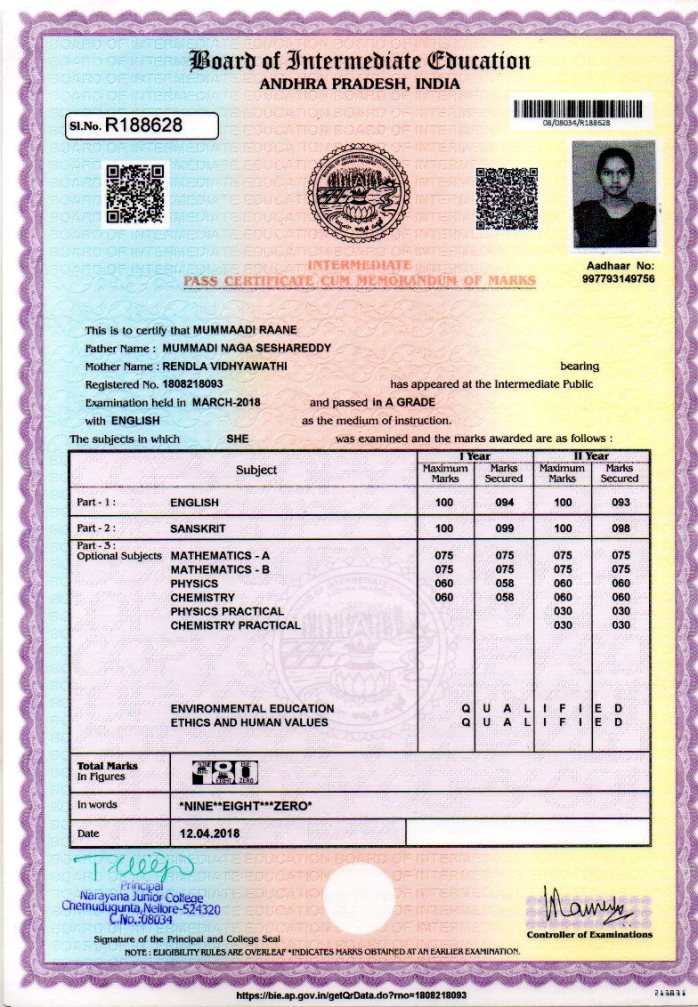 Board of Intermediate Education
ANDHRA PRADESH, INDIA
Sl.No. R188628
08/08034/R188628
Aadhaar No:
997793149756
INTERMEDIATE
PASS CERTIFICATE CUM MEMORANDUM OF MARKS
This is to certify that MUMMAADI RAANE
Father Name : MUMMADI NAGA SESHAREDDY
Mother Name : RENDLA VIDHYAWATHI bearing
Registered No. 1808218093 has appeared at the Intermediate Public
Examination held in MARCH-2018 and passed in A GRADE
with ENGLISH as the medium of instruction.
The subjects in which SHE was examined and the marks awarded are as follows :
Subject I Year II Year
Maximum Marks Marks Secured Maximum Marks Marks Secured
Part - 1 : ENGLISH 100 094 100 093
Part - 2 : SANSKRIT 100 099 100 098
Part - 3 :
Optional Subjects MATHEMATICS - A 075 075 075 075
MATHEMATICS - B 075 075 075 075
PHYSICS 060 058 060 060
CHEMISTRY 060 058 060 060
PHYSICS PRACTICAL 030 030
CHEMISTRY PRACTICAL 030 030
ENVIRONMENTAL EDUCATION Q U A L I F I E D
ETHICS AND HUMAN VALUES Q U A L I F I E D
Total Marks
In Figures 980
In words *NINE**EIGHT***ZERO*
Date 12.04.2018
Principal
Narayana Junior College
Chemudugunta,Nellore-524320
C.No.:08034
Signature of the Principal and College Seal
Controller of Examinations
NOTE : ELIGIBILITY RULES ARE OVERLEAF *INDICATES MARKS OBTAINED AT AN EARLIER EXAMINATION.
https://bie.ap.gov.in/getQrData.do?rno=1808218093
213831